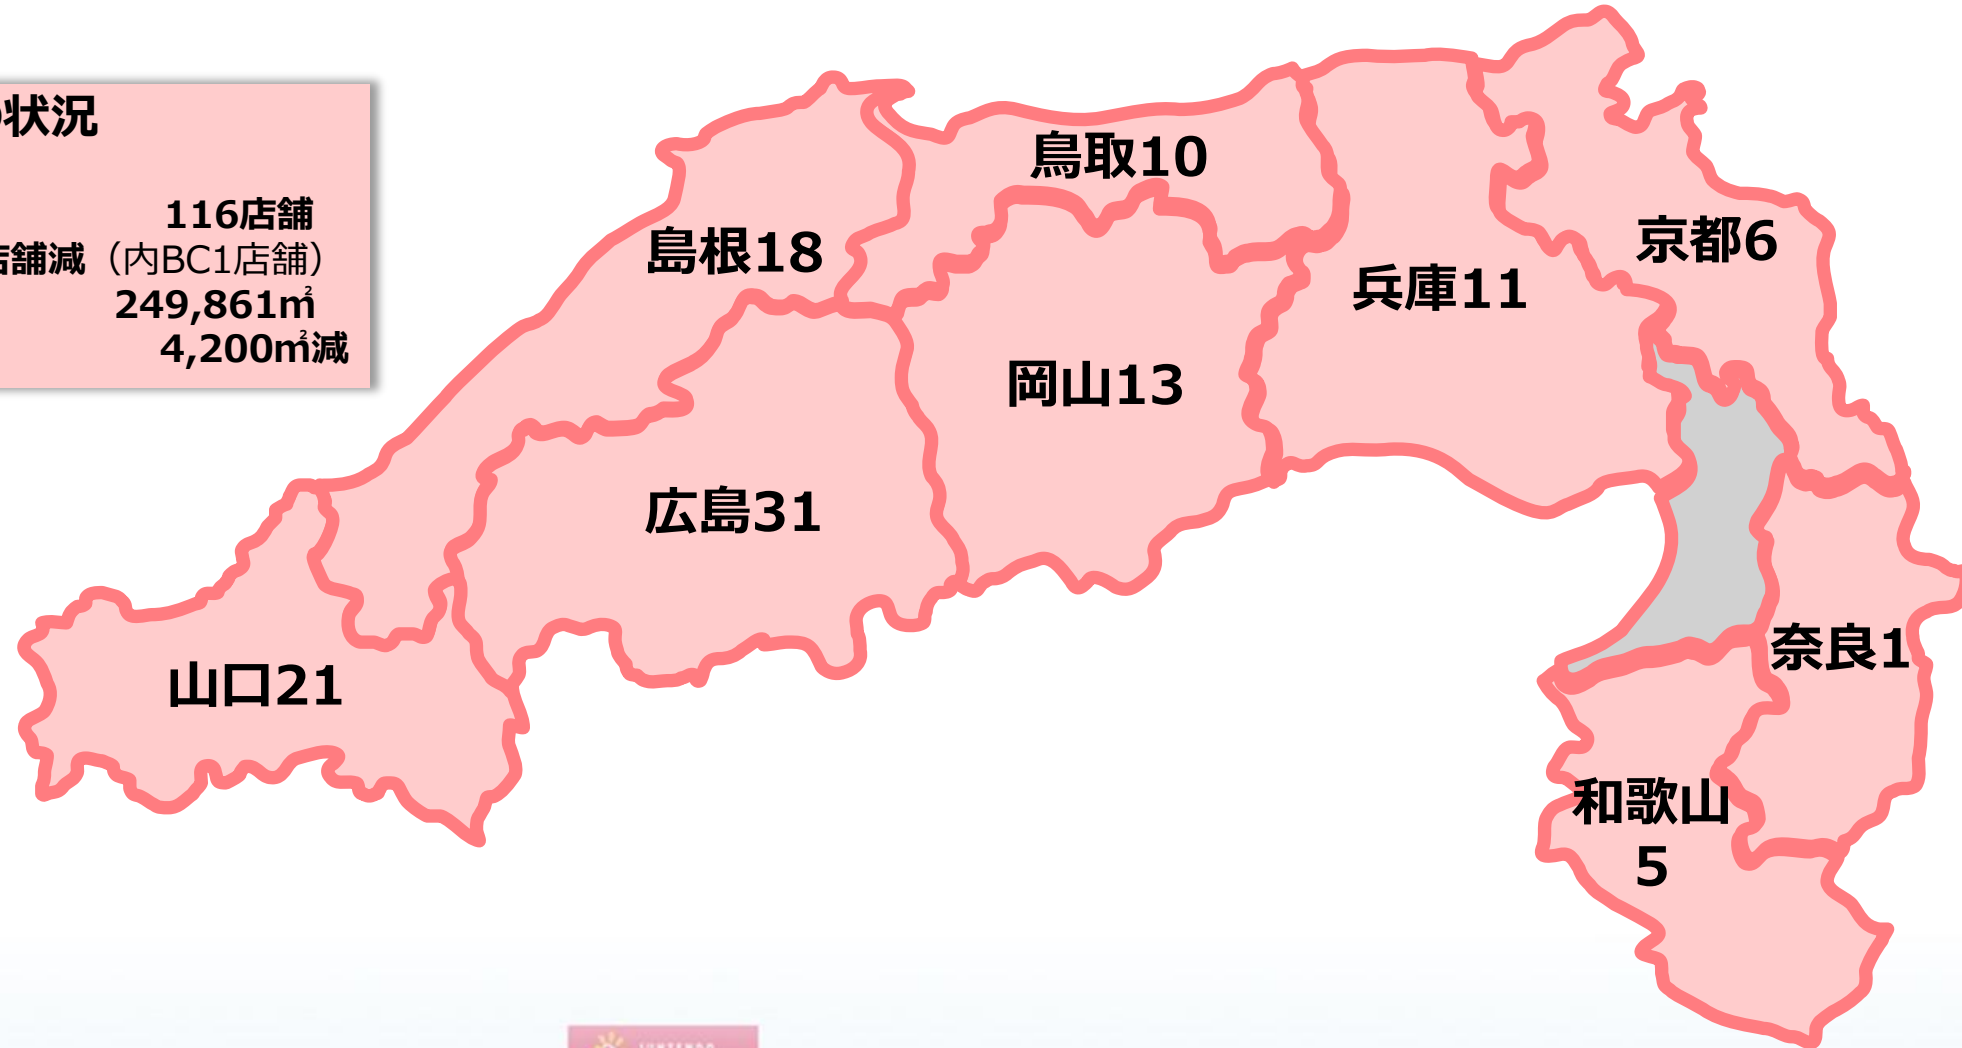 状況
116店舗
店舗減（内BC1店舗）
249,861㎡
4,200㎡減
鳥取10
島根18
京都6
兵庫11
岡山13
広島31
山口21
奈良1
和歌山
5